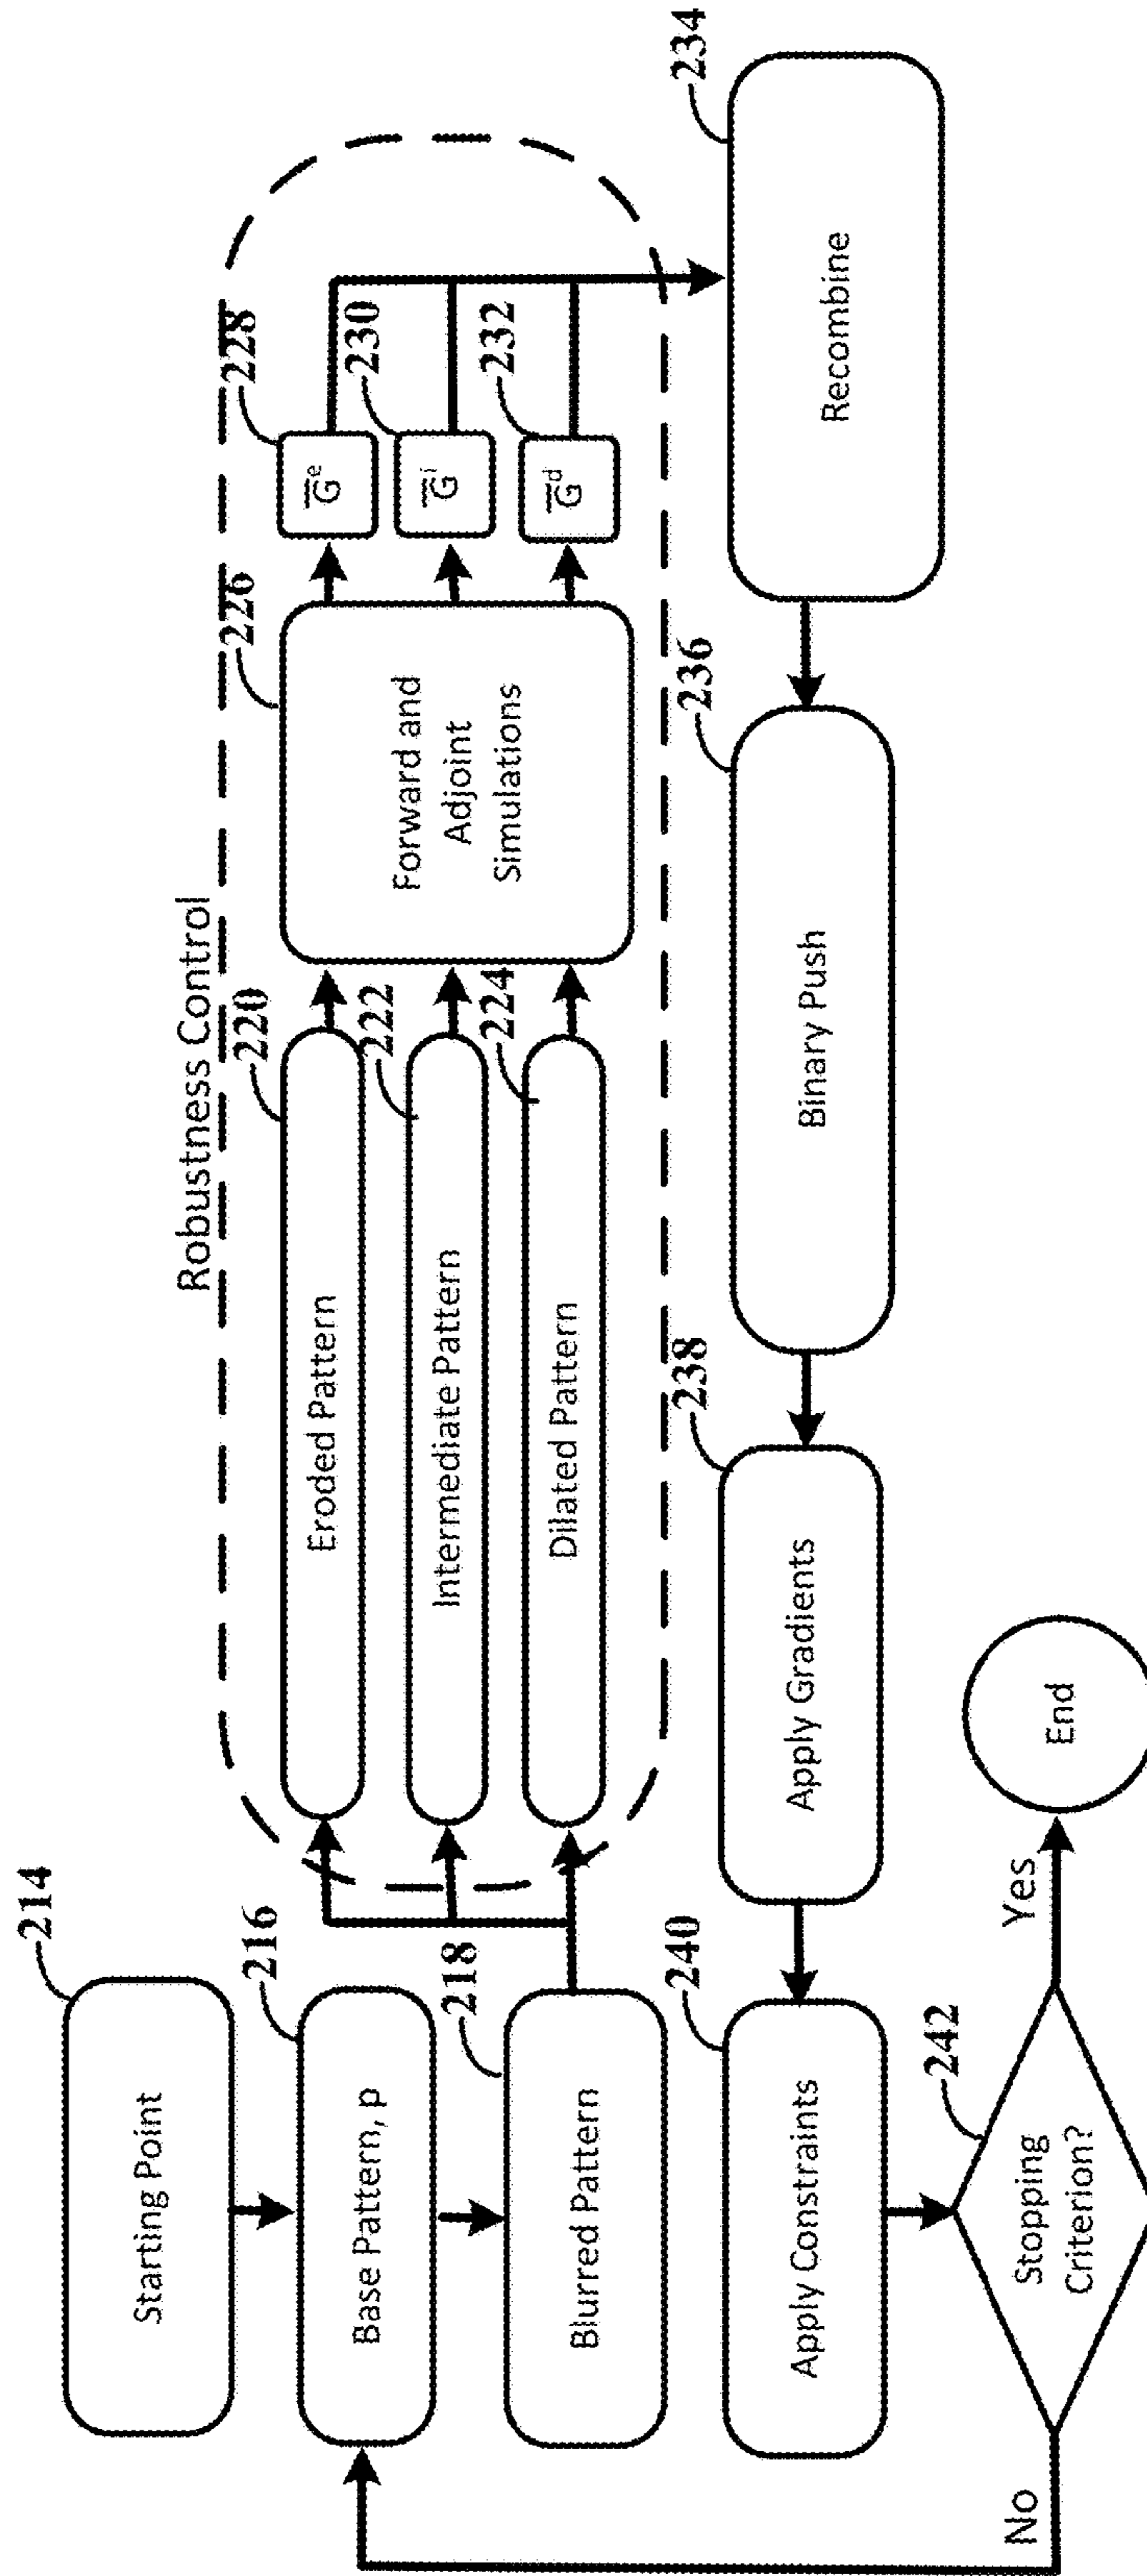 214
Starting Point
216
Base Pattern, p
218
Blurred Pattern
Robustness Control
220
Eroded Pattern
222
Intermediate Pattern
224
Dilated Pattern
226
Forward and
Adjoint
Simulations
228
G̅ᵉ
230
G̅ⁱ
232
G̅ᵈ
234
Recombine
236
Binary Push
238
Apply Gradients
240
Apply Constraints
242
Stopping
Criterion?
Yes
End
No